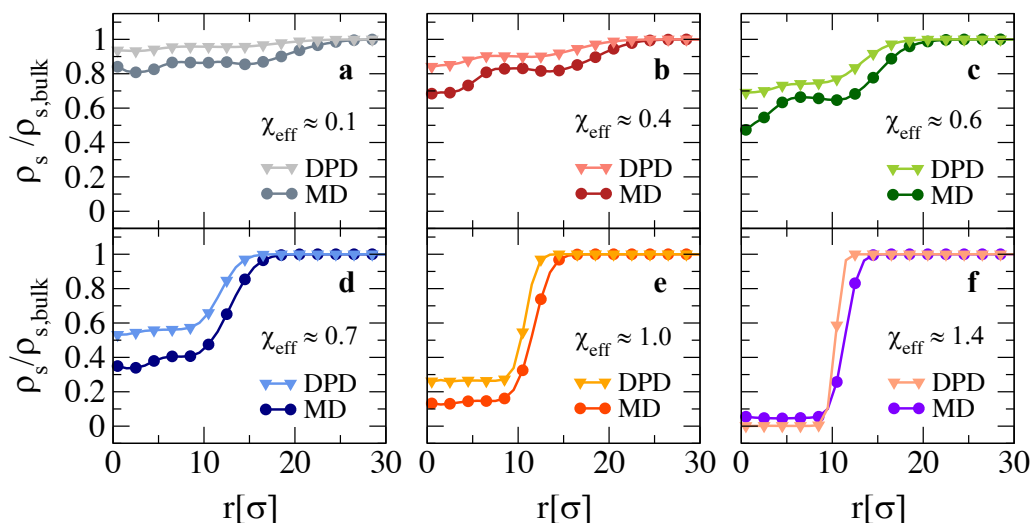 ρs/ρs,bulk
1
0.8
0.6
0.4
0.2
0
a
χeff ≈ 0.1
DPD
MD
b
χeff ≈ 0.4
DPD
MD
c
χeff ≈ 0.6
DPD
MD
ρs/ρs,bulk
1
0.8
0.6
0.4
0.2
0
d
χeff ≈ 0.7
DPD
MD
e
χeff ≈ 1.0
DPD
MD
f
χeff ≈ 1.4
DPD
MD
0 10 20 30
0 10 20 30
0 10 20 30
r[σ]
r[σ]
r[σ]